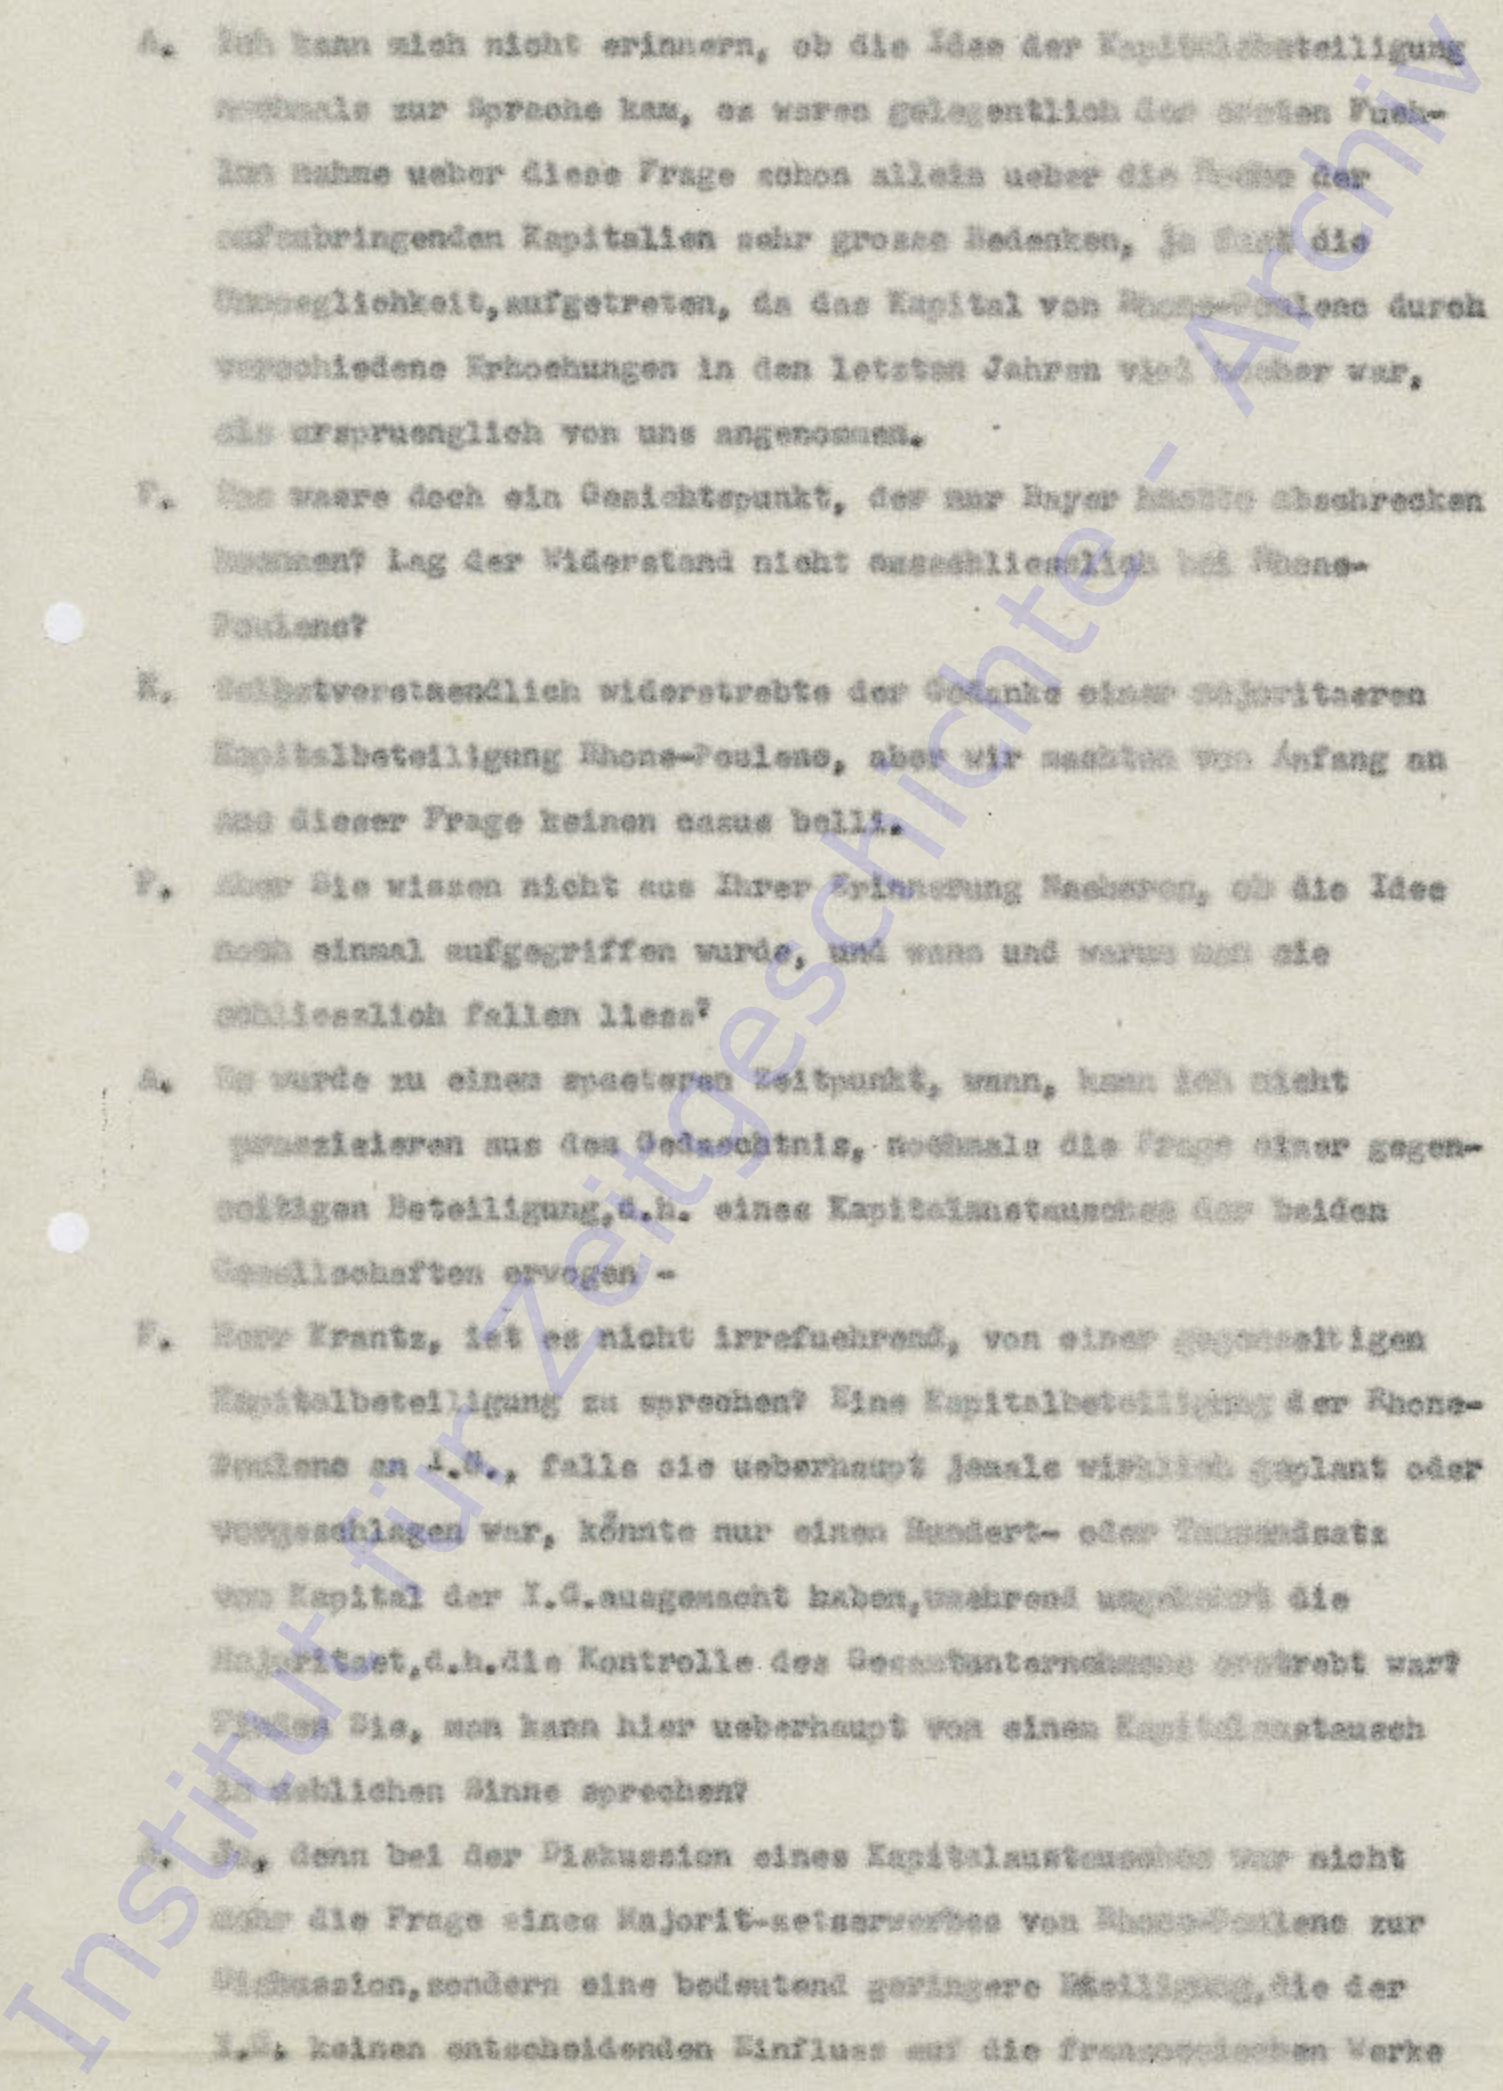 A. Ich kann mich nicht erinnern, ob die Idee der Kapitalsbeteiligung
nochmals zur Sprache kam, es waren gelegentlich der ersten Fueh-
lun nahme ueber diese Frage schon allein ueber die Hoehe der
aufzubringenden Kapitalien sehr grosse Bedenken, ja fast die
Unmoeglichkeit,aufgetreten, da das Kapital von Rhone-Poulenc durch
verschiedene Erhoehungen in den letzten Jahren viel hoeher war,
als urspruenglich von uns angenommen.
F. Das waere doch ein Gesichtspunkt, der nur Bayer haette abschrecken
koennen? Lag der Widerstand nicht ausschliesslich bei Rhone-
Poulenc?
K. Selbstverstaendlich widerstrebte der Gedanke einer majoritaeren
Kapitalbeteiligung Rhone-Poulenc, aber wir machten von Anfang an
aus dieser Frage keinen casus belli.
F. Aber Sie wissen nicht aus Ihrer Erinnerung ob die Idee
noch einmal aufgegriffen wurde, und wann und warum man sie
schliesslich fallen liess?
A. Es wurde zu einem spaeteren Zeitpunkt, wann, kann ich nicht
praezisieren aus dem Gedaechtnis, nochmals die Frage einer gegen-
seitigen Beteiligung,d.h. eines Kapitalaustausches der beiden
Gesellschaften erwogen -
F. Herr Krantz, ist es nicht irrefuehrend, von einer gegenseitigen
Kapitalbeteiligung zu sprechen? Eine Kapitalbeteiligung der Rhone-
Poulenc an I.G., falls sie ueberhaupt jemals wirklich geplant oder
vorgeschlagen war, könnte nur einen Hundert- oder Tausendsatz
vom Kapital der I.G.ausgemacht haben,waehrend umgekehrt die
Majoritaet,d.h.die Kontrolle des Gesamtunternehmens erstrebt war?
Finden Sie, man kann hier ueberhaupt von einem Kapitalaustausch
im ueblichen Sinne sprechen?
A. Ja, denn bei der Diskussion eines Kapitalaustausches war nicht
mehr die Frage eines Majorit-aetserwerbes von Rhone-Poulenc zur
Diskussion,sondern eine bedeutend geringere die der
I.G. keinen entscheidenden Einfluss auf die franzoesischen Werke
Institut für Zeitgeschichte - Archiv